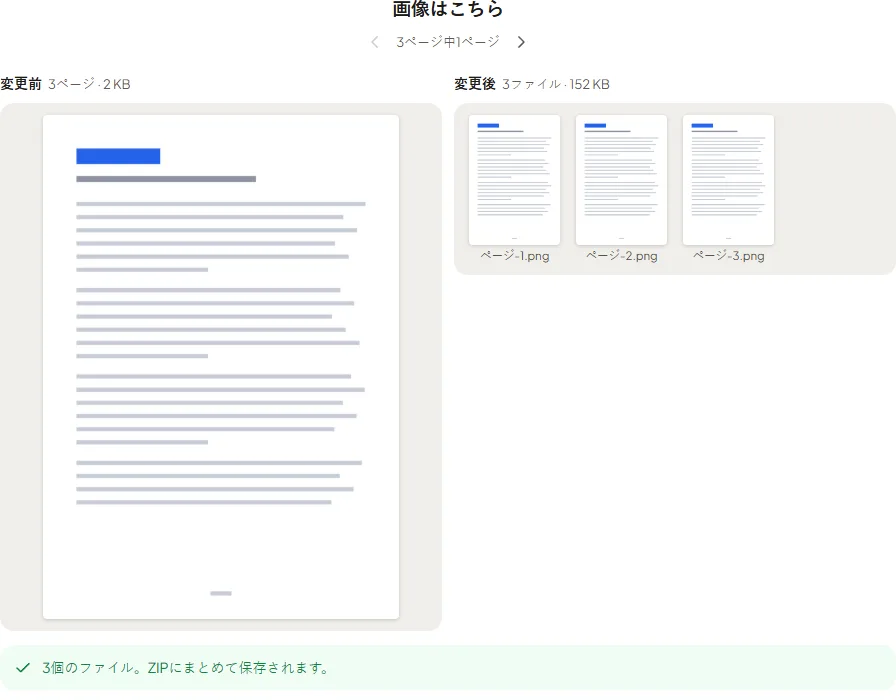 画像はこちら
3ページ中1ページ
変更前 3ページ · 2 KB
変更後 3ファイル · 152 KB
ページ-1.png
ページ-2.png
ページ-3.png
3個のファイル。ZIPにまとめて保存されます。